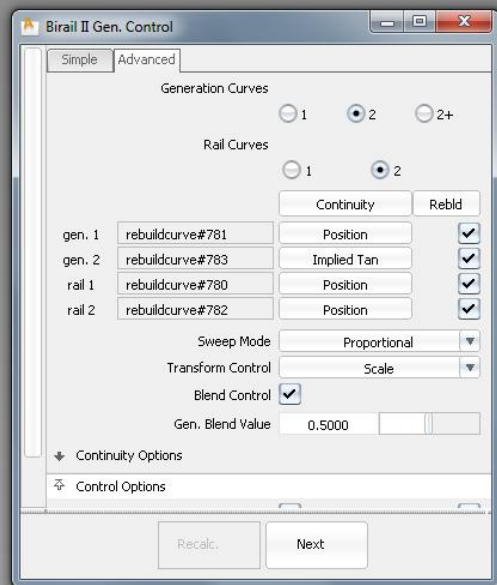 Birail II Gen. Control
Simple Advanced
Generation Curves
1 2 2+
Rail Curves
1 2
Continuity Rebld
gen. 1 rebuildcurve#781 Position
gen. 2 rebuildcurve#783 Implied Tan
rail 1 rebuildcurve#780 Position
rail 2 rebuildcurve#782 Position
Sweep Mode Proportional
Transform Control Scale
Blend Control
Gen. Blend Value 0.5000
Continuity Options
Control Options
Recalc. Next